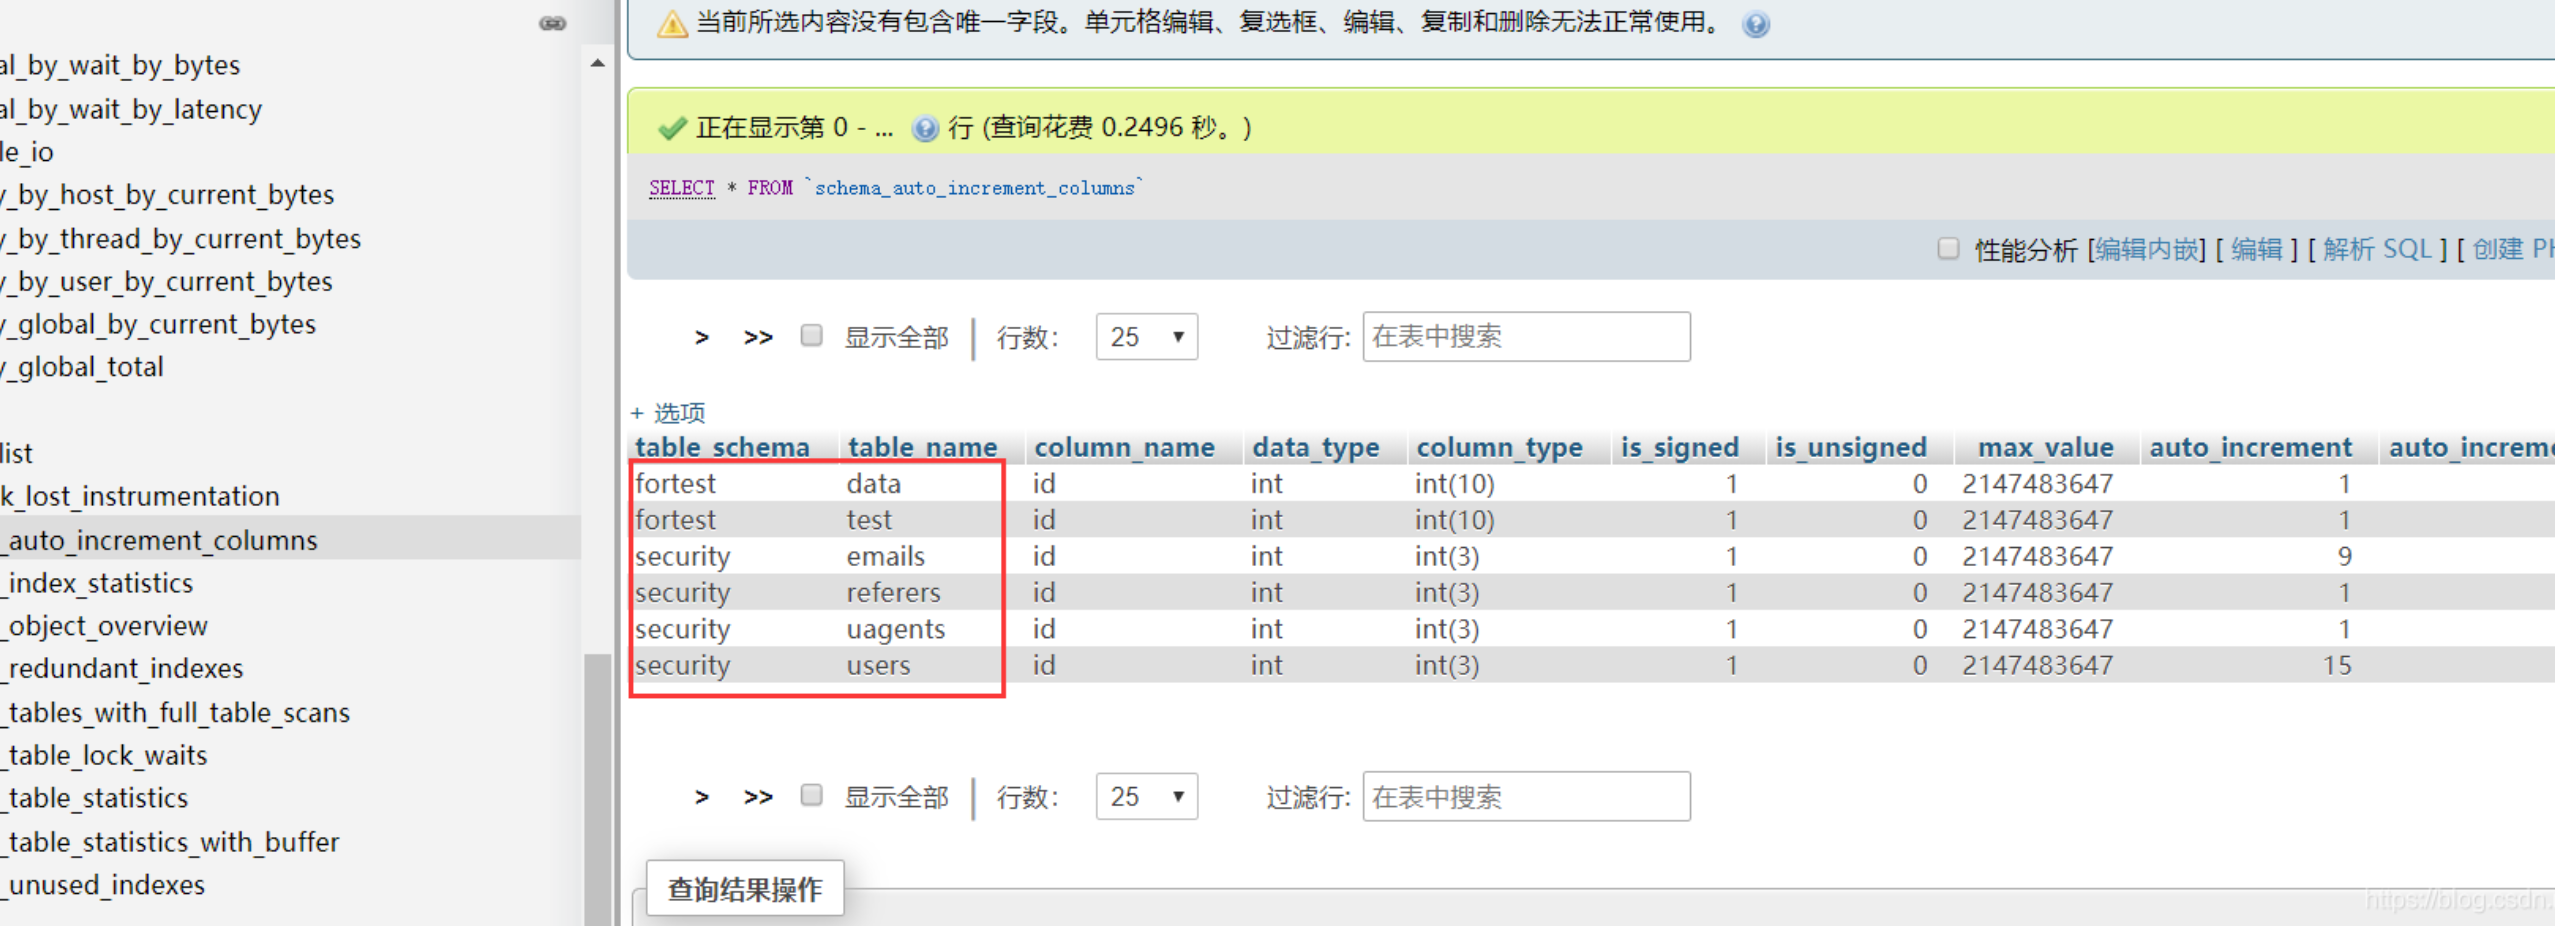 al_by_wait_by_bytes
al_by_wait_by_latency
le_io
y_by_host_by_current_bytes
y_by_thread_by_current_bytes
y_by_user_by_current_bytes
y_global_by_current_bytes
y_global_total
list
k_lost_instrumentation
_auto_increment_columns
_index_statistics
_object_overview
_redundant_indexes
_tables_with_full_table_scans
_table_lock_waits
_table_statistics
_table_statistics_with_buffer
_unused_indexes
当前所选内容没有包含唯一字段。单元格编辑、复选框、编辑、复制和删除无法正常使用。
正在显示第 0 - ... 行 (查询花费 0.2496 秒。)
SELECT * FROM `schema_auto_increment_columns`
性能分析 [编辑内嵌] [ 编辑 ] [ 解析 SQL ] [ 创建 PH
> >> 显示全部 | 行数: 25 过滤行: 在表中搜索
+ 选项
table_schema table_name column_name data_type column_type is_signed is_unsigned max_value auto_increment auto_increme
fortest data id int int(10) 1 0 2147483647 1
fortest test id int int(10) 1 0 2147483647 1
security emails id int int(3) 1 0 2147483647 9
security referers id int int(3) 1 0 2147483647 1
security uagents id int int(3) 1 0 2147483647 1
security users id int int(3) 1 0 2147483647 15
> >> 显示全部 | 行数: 25 过滤行: 在表中搜索
查询结果操作
https://blog.csdn.